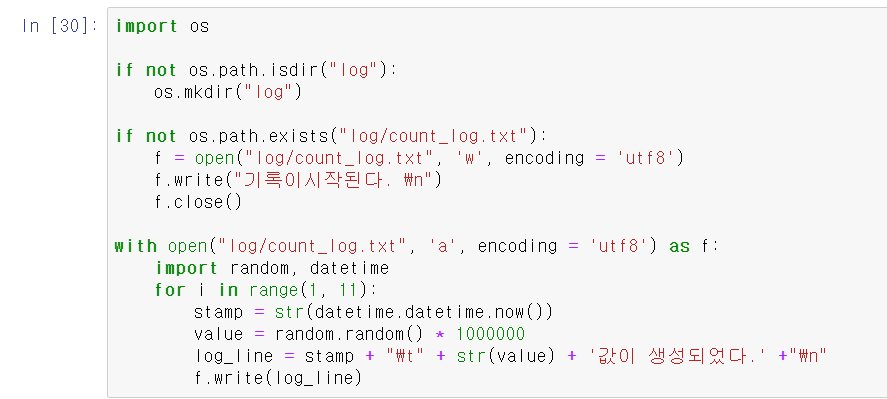 In [30]: import os
if not os.path.isdir("log"):
os.mkdir("log")
if not os.path.exists("log/count_log.txt"):
f = open("log/count_log.txt", 'w', encoding = 'utf8')
f.write("기록이시작된다. ₩n")
f.close()
with open("log/count_log.txt", 'a', encoding = 'utf8') as f:
import random, datetime
for i in range(1, 11):
stamp = str(datetime.datetime.now())
value = random.random() * 1000000
log_line = stamp + "₩t" + str(value) + '값이 생성되었다.' +"₩n"
f.write(log_line)